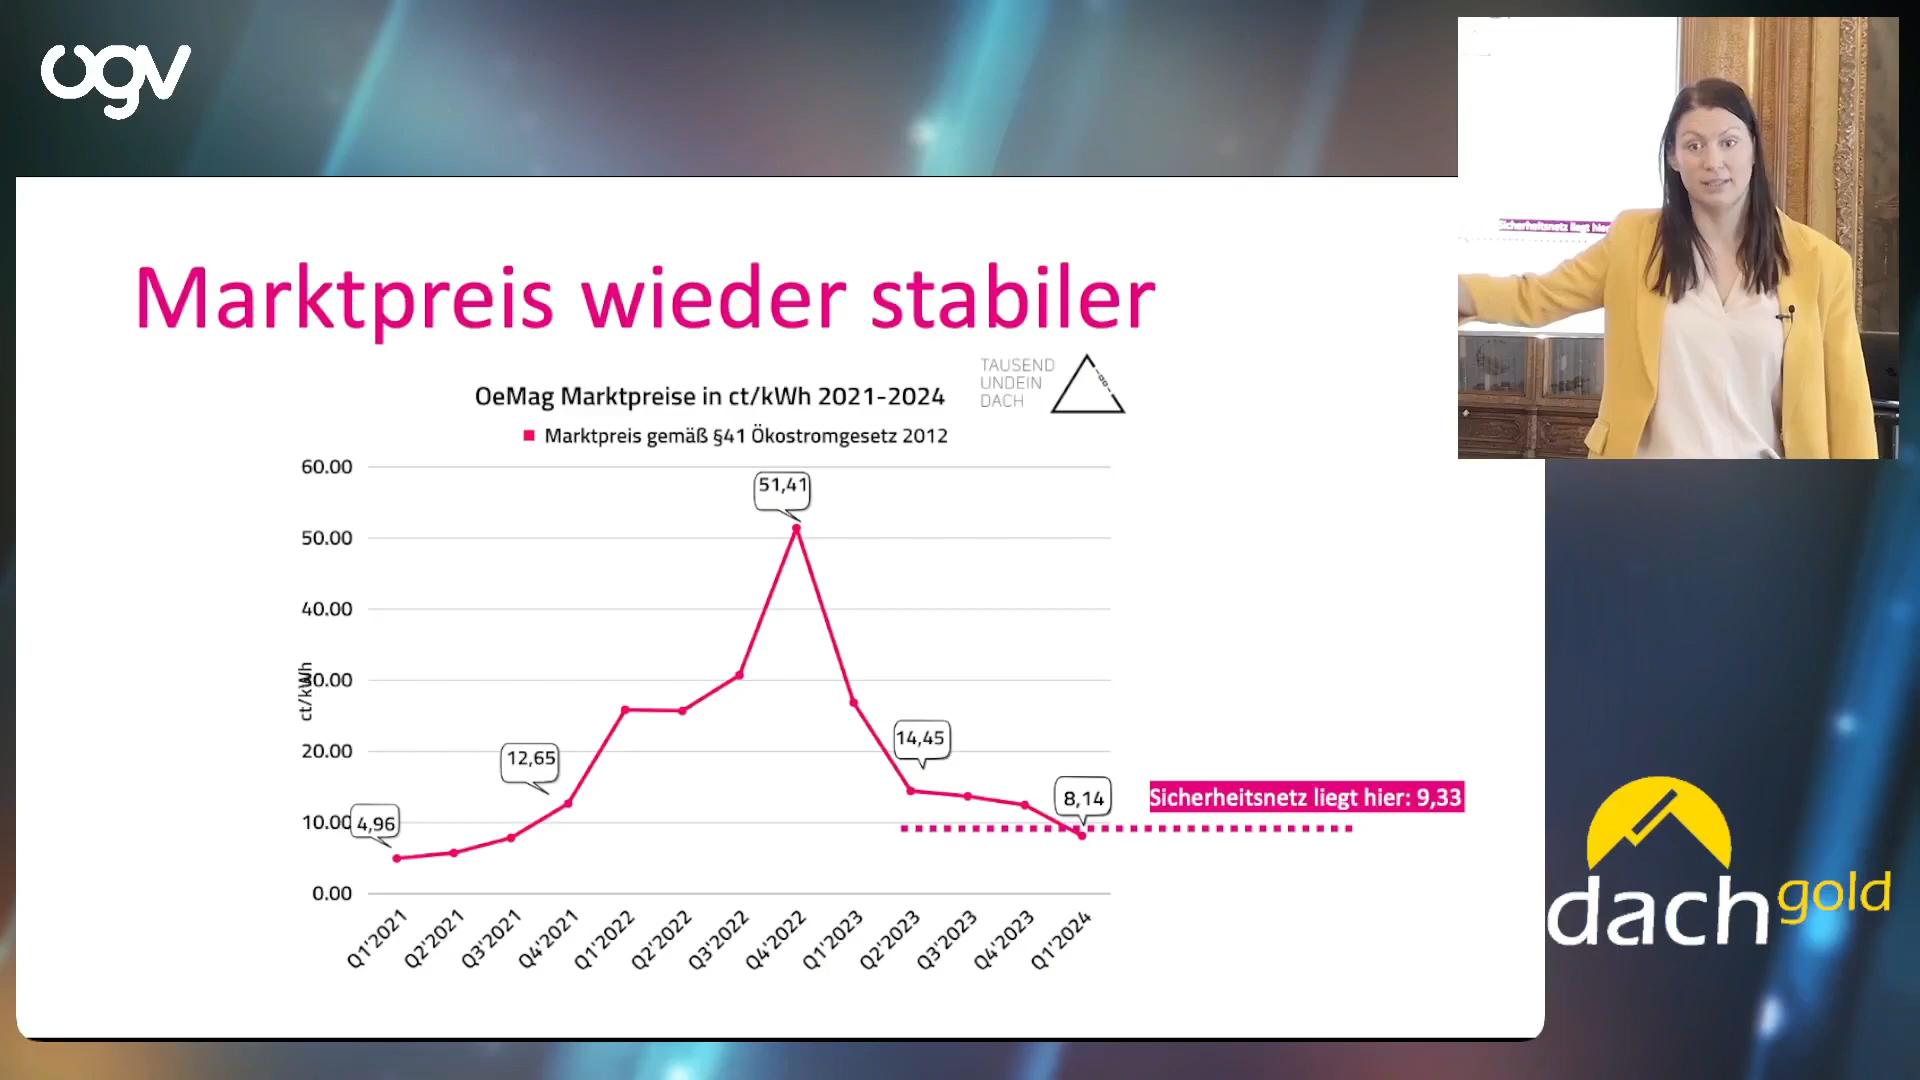 ogv
Marktpreis wieder stabiler
TAUSEND
UNDEIN
DACH
OeMag Marktpreise in ct/kWh 2021-2024
Marktpreis gemäß §41 Ökostromgesetz 2012
60.00
50.00
40.00
30.00
20.00
10.00
0.00
ct/kWh
4,96
12,65
51,41
14,45
8,14
Sicherheitsnetz liegt hier: 9,33
Q1'2021
Q2'2021
Q3'2021
Q4'2021
Q1'2022
Q2'2022
Q3'2022
Q4'2022
Q1'2023
Q2'2023
Q3'2023
Q4'2023
Q1'2024
Sicherheitsnetz liegt hier
dachgold